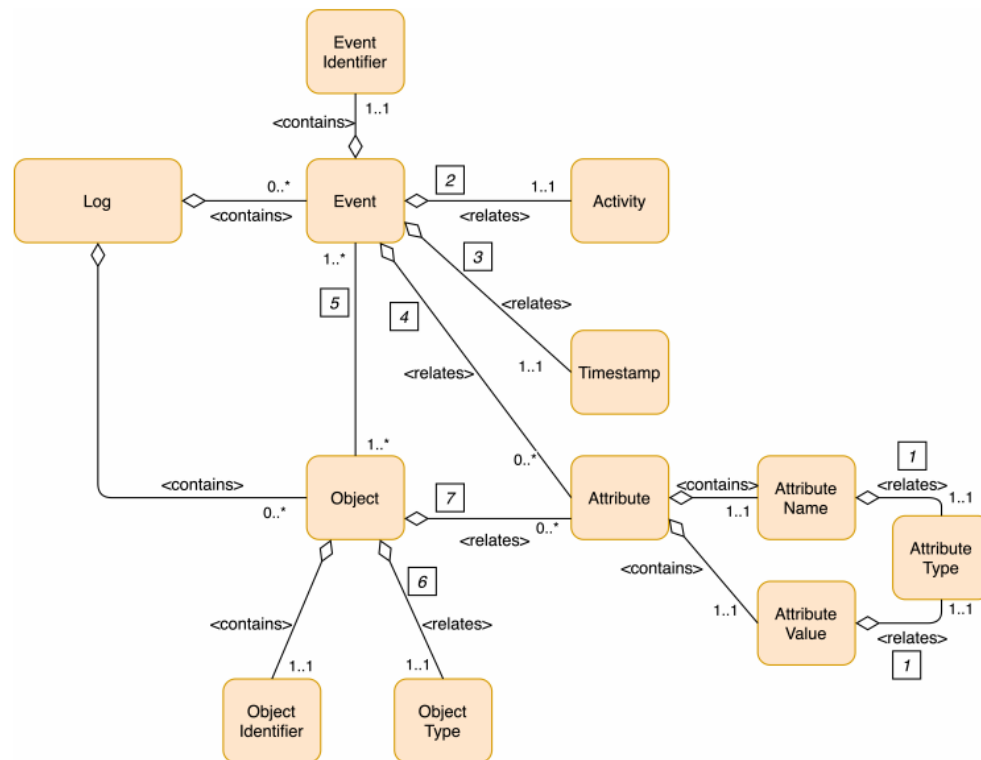 Event
Identifier
1..1
<contains>
Log
0..*
<contains>
Event
2
1..1
<relates>
Activity
3
<relates>
1..1
Timestamp
1..*
5
4
<relates>
1..*
0..*
<contains>
0..*
Object
7
0..*
<relates>
Attribute
<contains>
1..1
Attribute
Name
1
<relates>
1..1
Attribute
Type
<contains>
1..1
Attribute
Value
1..1
<relates>
1
6
<contains>
<relates>
1..1
1..1
Object
Identifier
Object
Type